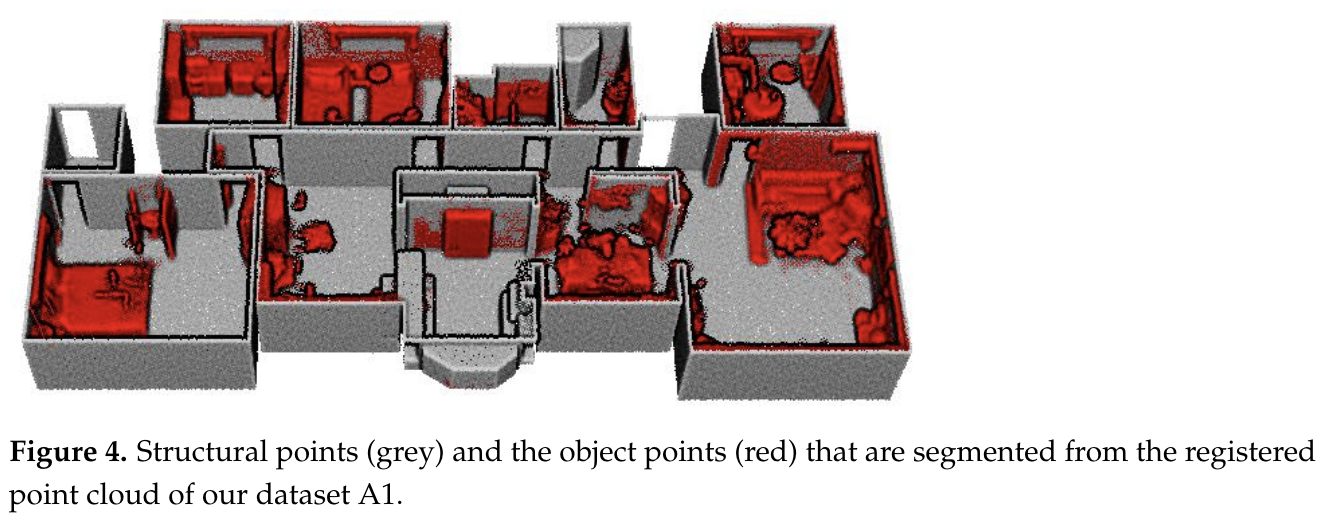 Figure 4. Structural points (grey) and the object points (red) that are segmented from the registered
point cloud of our dataset A1.